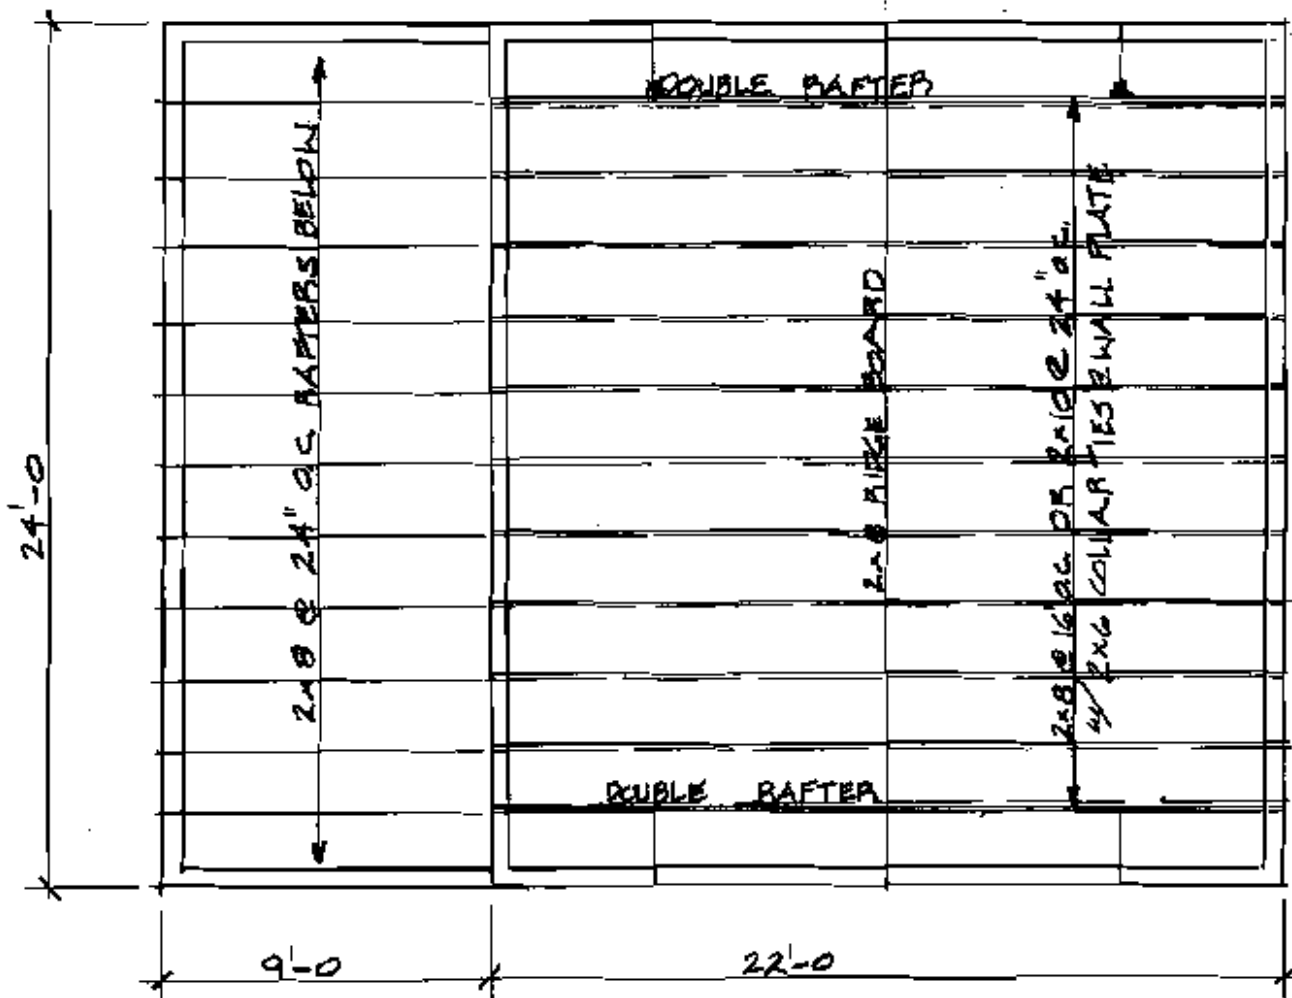 DOUBLE RAFTER
24'-0
2x8 @ 24" O.C. RAFTERS BELOW
2x8 RIDGE BOARD
2x8 @ 16" O.C. OR 2x10 @ 24" O.C.
W/ 2x6 COLLAR TIES @ WALL PLATE
DOUBLE RAFTER
9'-0
22'-0